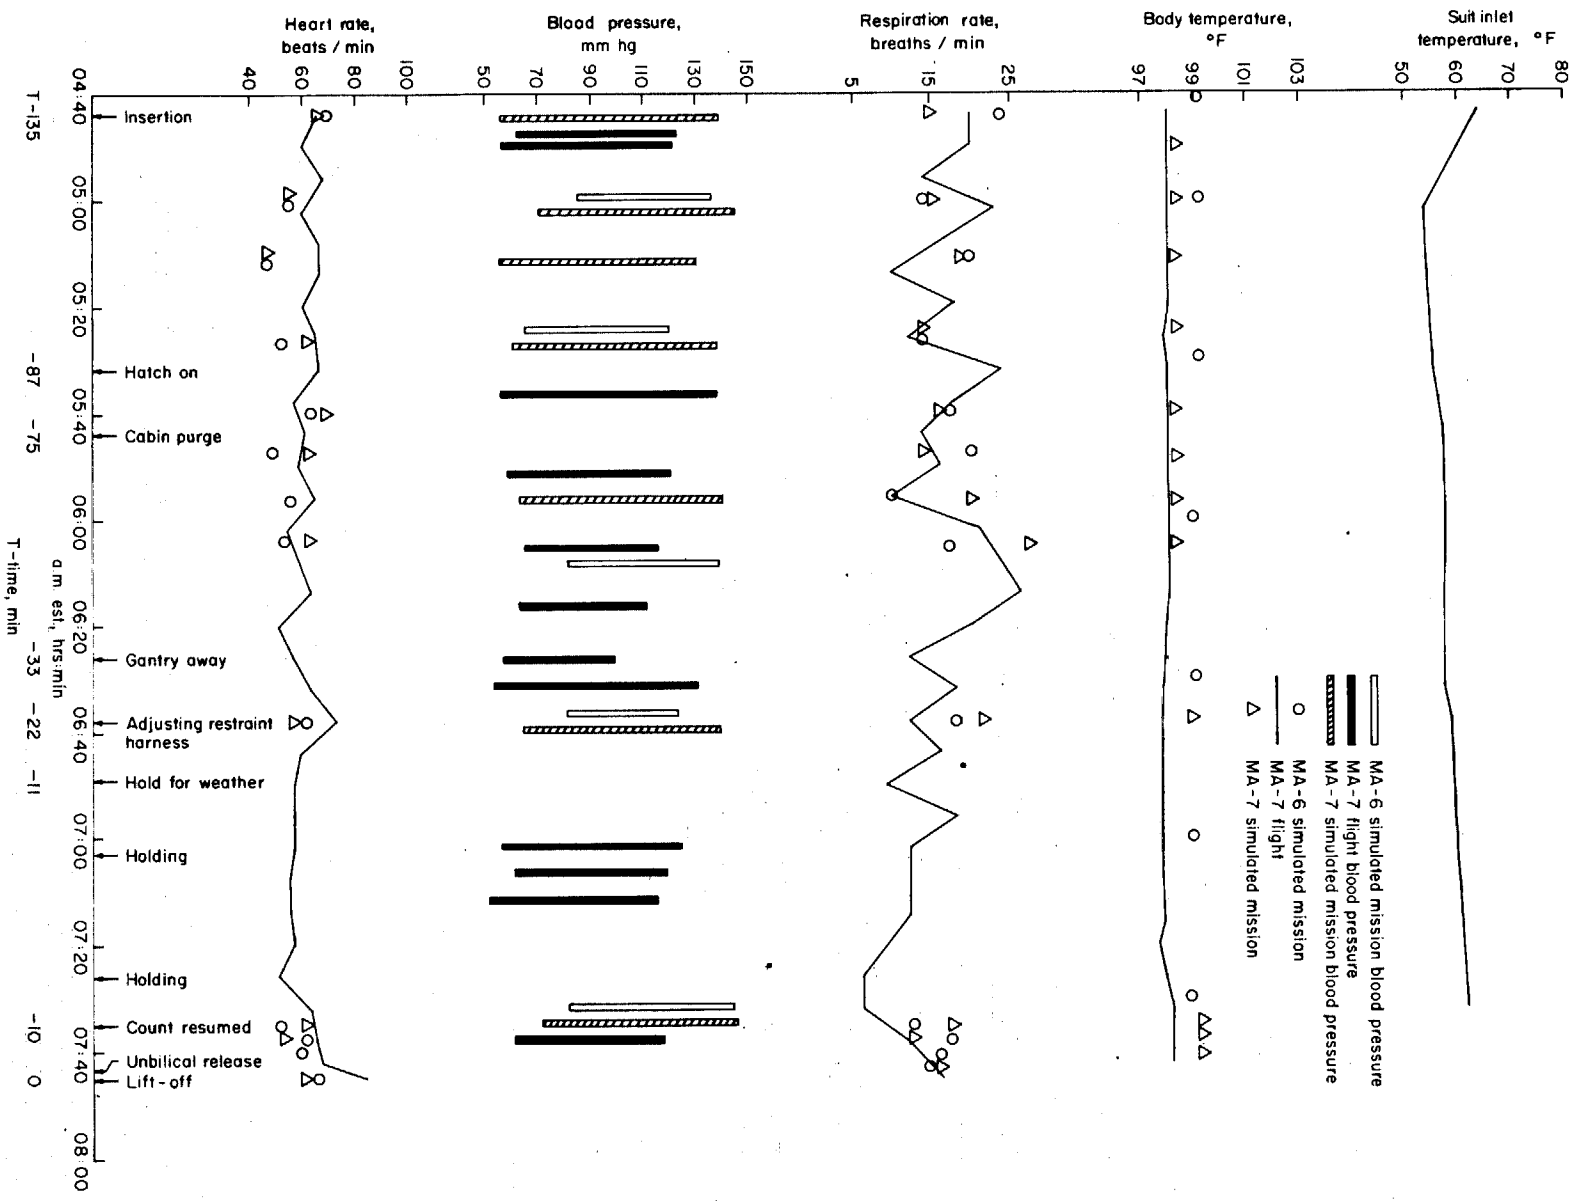 Heart rate,
beats / min
Blood pressure,
mm hg
Respiration rate,
breaths / min
Body temperature,
°F
Suit inlet
temperature, °F
40
60
80
100
50
70
90
110
130
150
5
15
25
97
99
101
103
50
60
70
80
04:40
05:00
05:20
05:40
06:00
06:20
06:40
07:00
07:20
07:40
08:00
a.m. est., hrs:min
T-135
-87
-75
-33
-22
-11
-10
0
T-time, min
Insertion
Hatch on
Cabin purge
Gantry away
Adjusting restraint
harness
Hold for weather
Holding
Holding
Count resumed
Unbilical release
Lift-off
MA-6 simulated mission blood pressure
MA-7 flight blood pressure
MA-7 simulated mission blood pressure
MA-6 simulated mission
MA-7 flight
MA-7 simulated mission